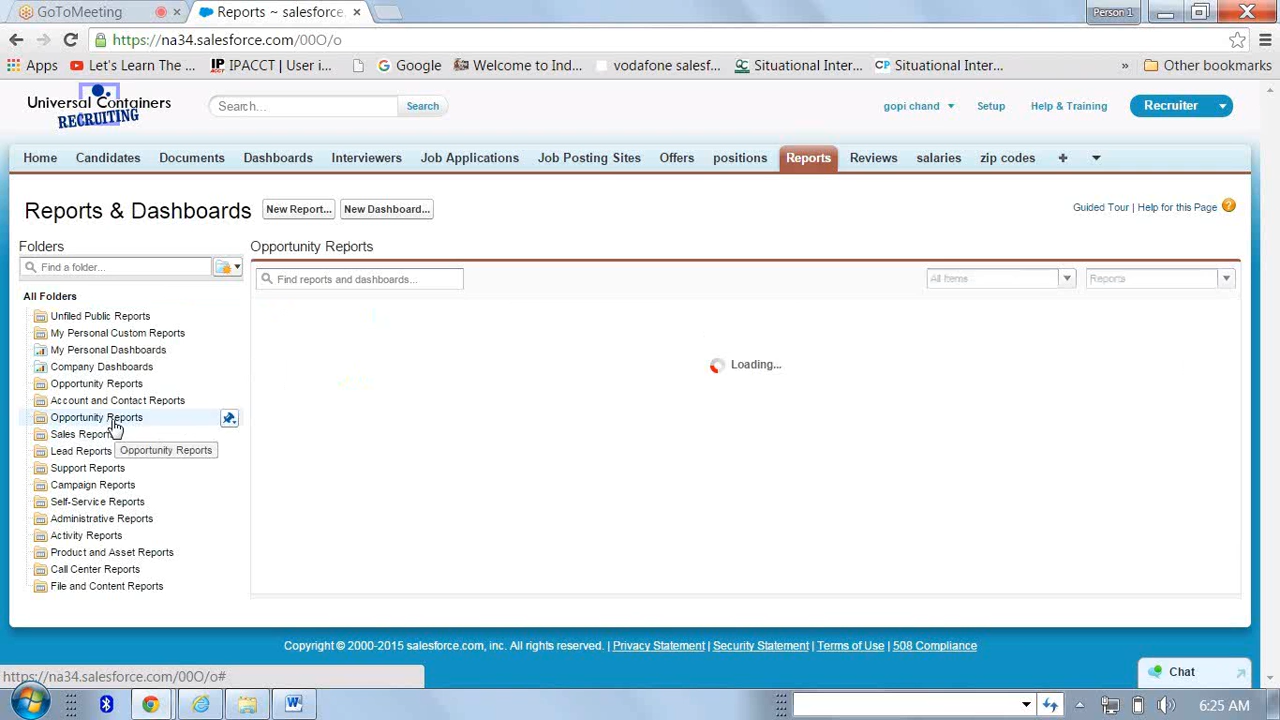 GoToMeeting
Reports ~ salesforce.
Person 1
https://na34.salesforce.com/00O/o
Apps
Let's Learn The ...
IP ACCT
IPACCT | User i...
Google
Welcome to Ind...
vodafone salesf...
Situational Inter...
CP
Situational Inter...
»
Other bookmarks
Universal Containers
RECRUITING
Search...
Search
gopi chand
Setup
Help & Training
Recruiter
Home
Candidates
Documents
Dashboards
Interviewers
Job Applications
Job Posting Sites
Offers
positions
Reports
Reviews
salaries
zip codes
+
Reports & Dashboards
New Report...
New Dashboard...
Guided Tour | Help for this Page
?
Folders
Find a folder...
All Folders
Unfiled Public Reports
My Personal Custom Reports
My Personal Dashboards
Company Dashboards
Opportunity Reports
Account and Contact Reports
Opportunity Reports
Sales Reports
Lead Reports
Opportunity Reports
Support Reports
Campaign Reports
Self-Service Reports
Administrative Reports
Activity Reports
Product and Asset Reports
Call Center Reports
File and Content Reports
Opportunity Reports
Find reports and dashboards...
All Items
Reports
Loading...
Copyright © 2000-2015 salesforce.com, inc. All rights reserved. | Privacy Statement | Security Statement | Terms of Use | 508 Compliance
Chat
https://na34.salesforce.com/00O/o#
6:25 AM